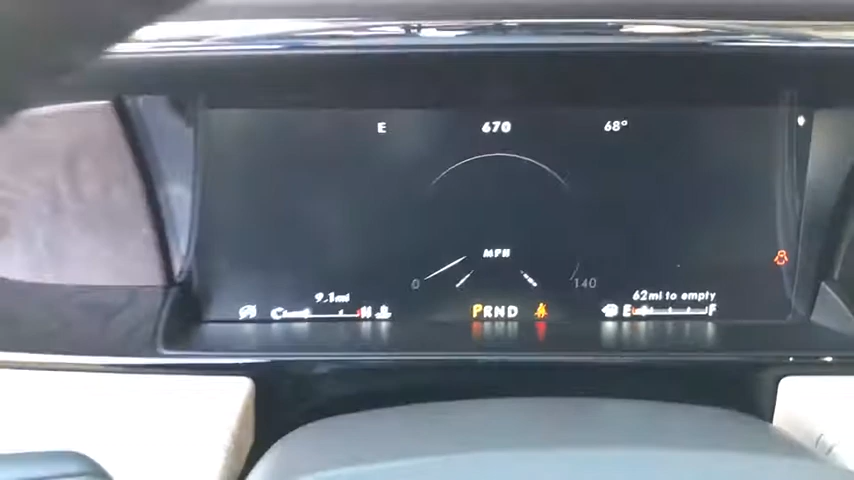 E 670 68°
MPH
0 140
9.1mi 62mi to empty
C H PRND E F